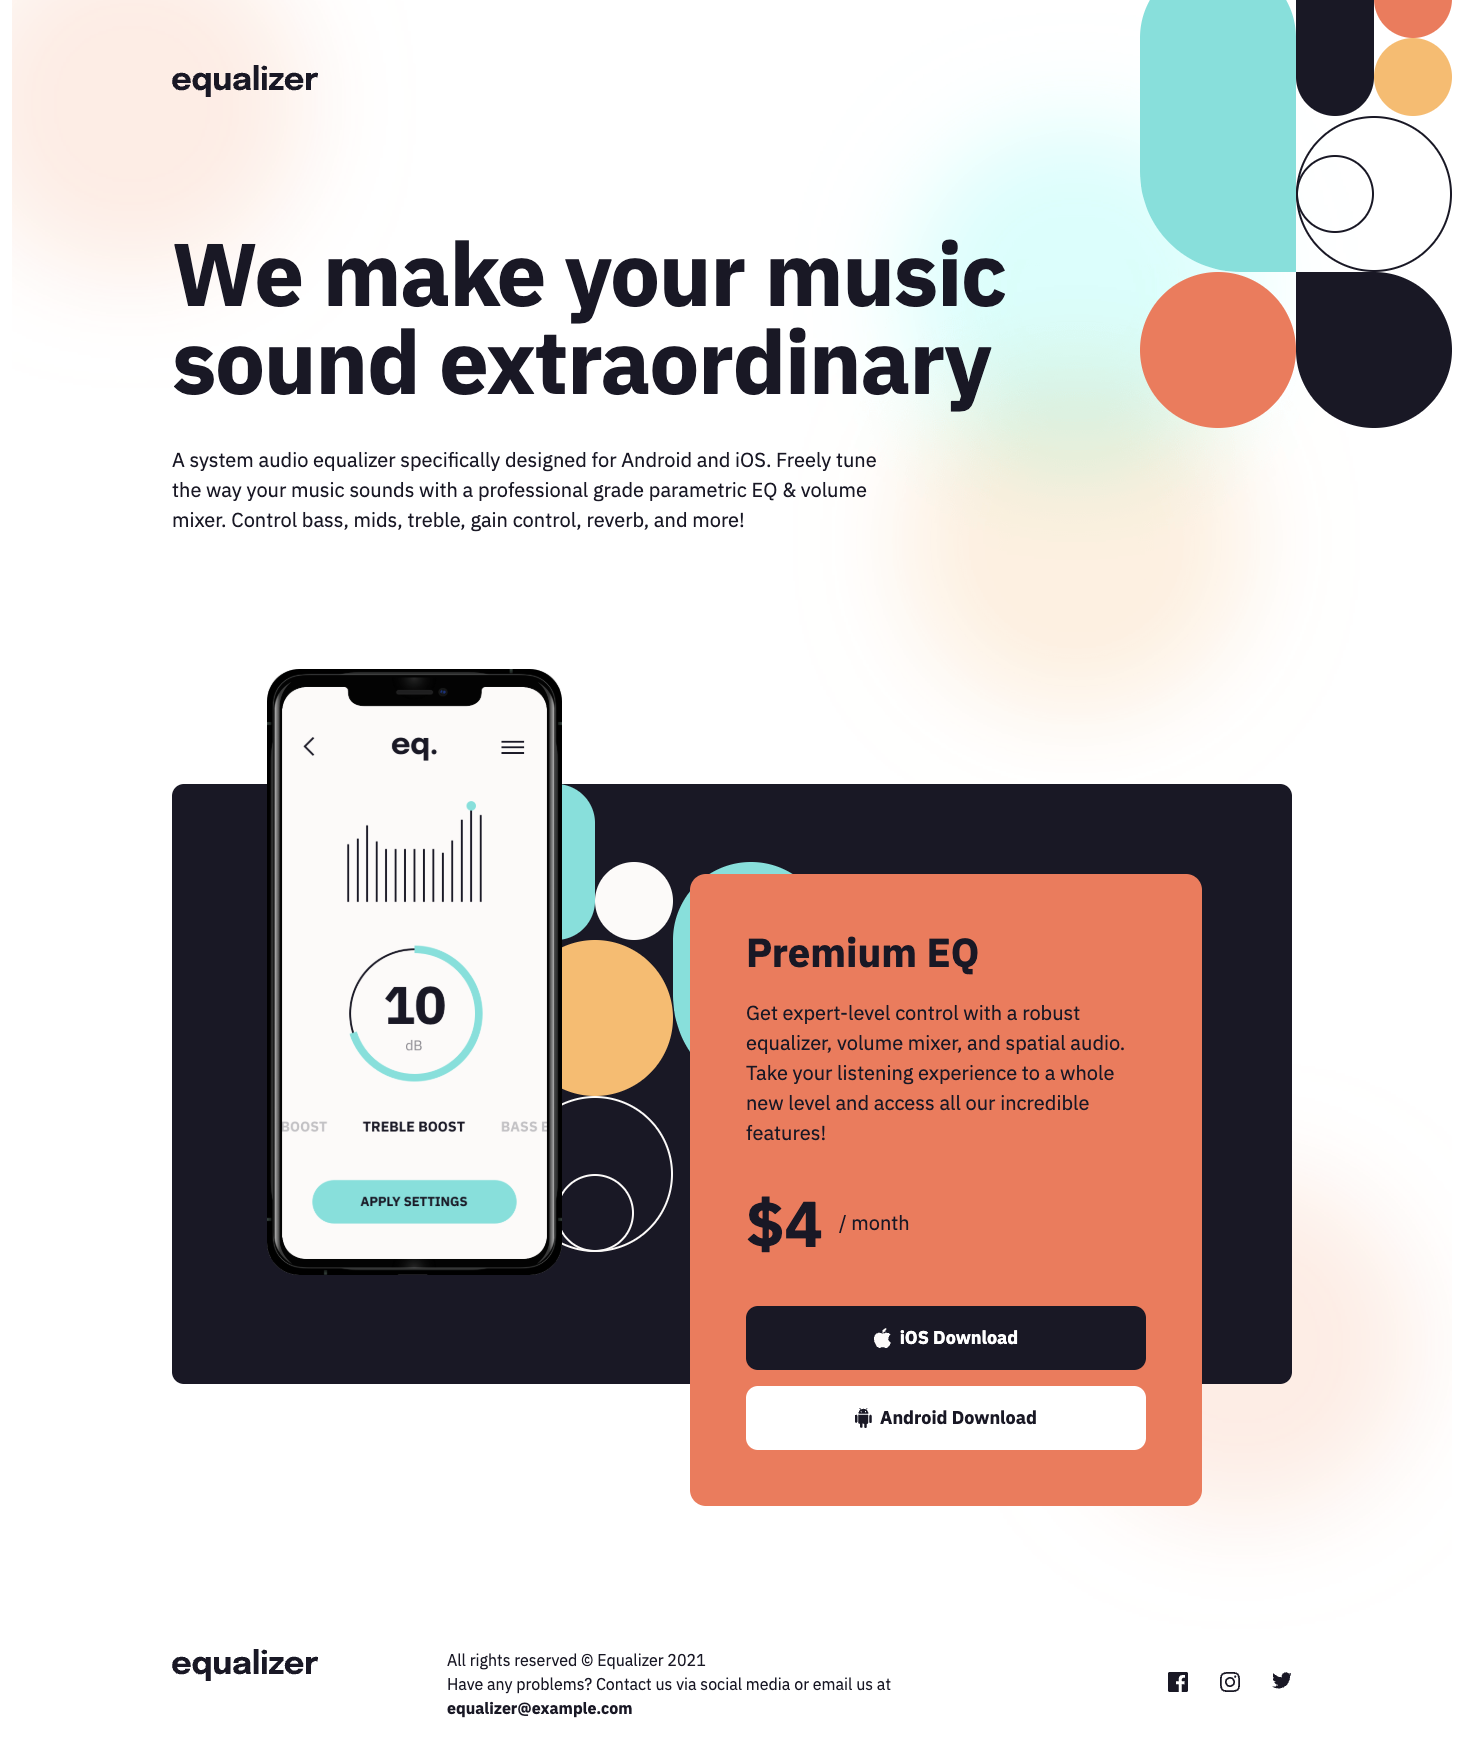 equalizer
We make your music
sound extraordinary
A system audio equalizer specifically designed for Android and iOS. Freely tune
the way your music sounds with a professional grade parametric EQ & volume
mixer. Control bass, mids, treble, gain control, reverb, and more!
eq.
10
dB
BOOST TREBLE BOOST BASS
APPLY SETTINGS
Premium EQ
Get expert-level control with a robust
equalizer, volume mixer, and spatial audio.
Take your listening experience to a whole
new level and access all our incredible
features!
$4 / month
iOS Download
Android Download
equalizer
All rights reserved © Equalizer 2021
Have any problems? Contact us via social media or email us at
equalizer@example.com